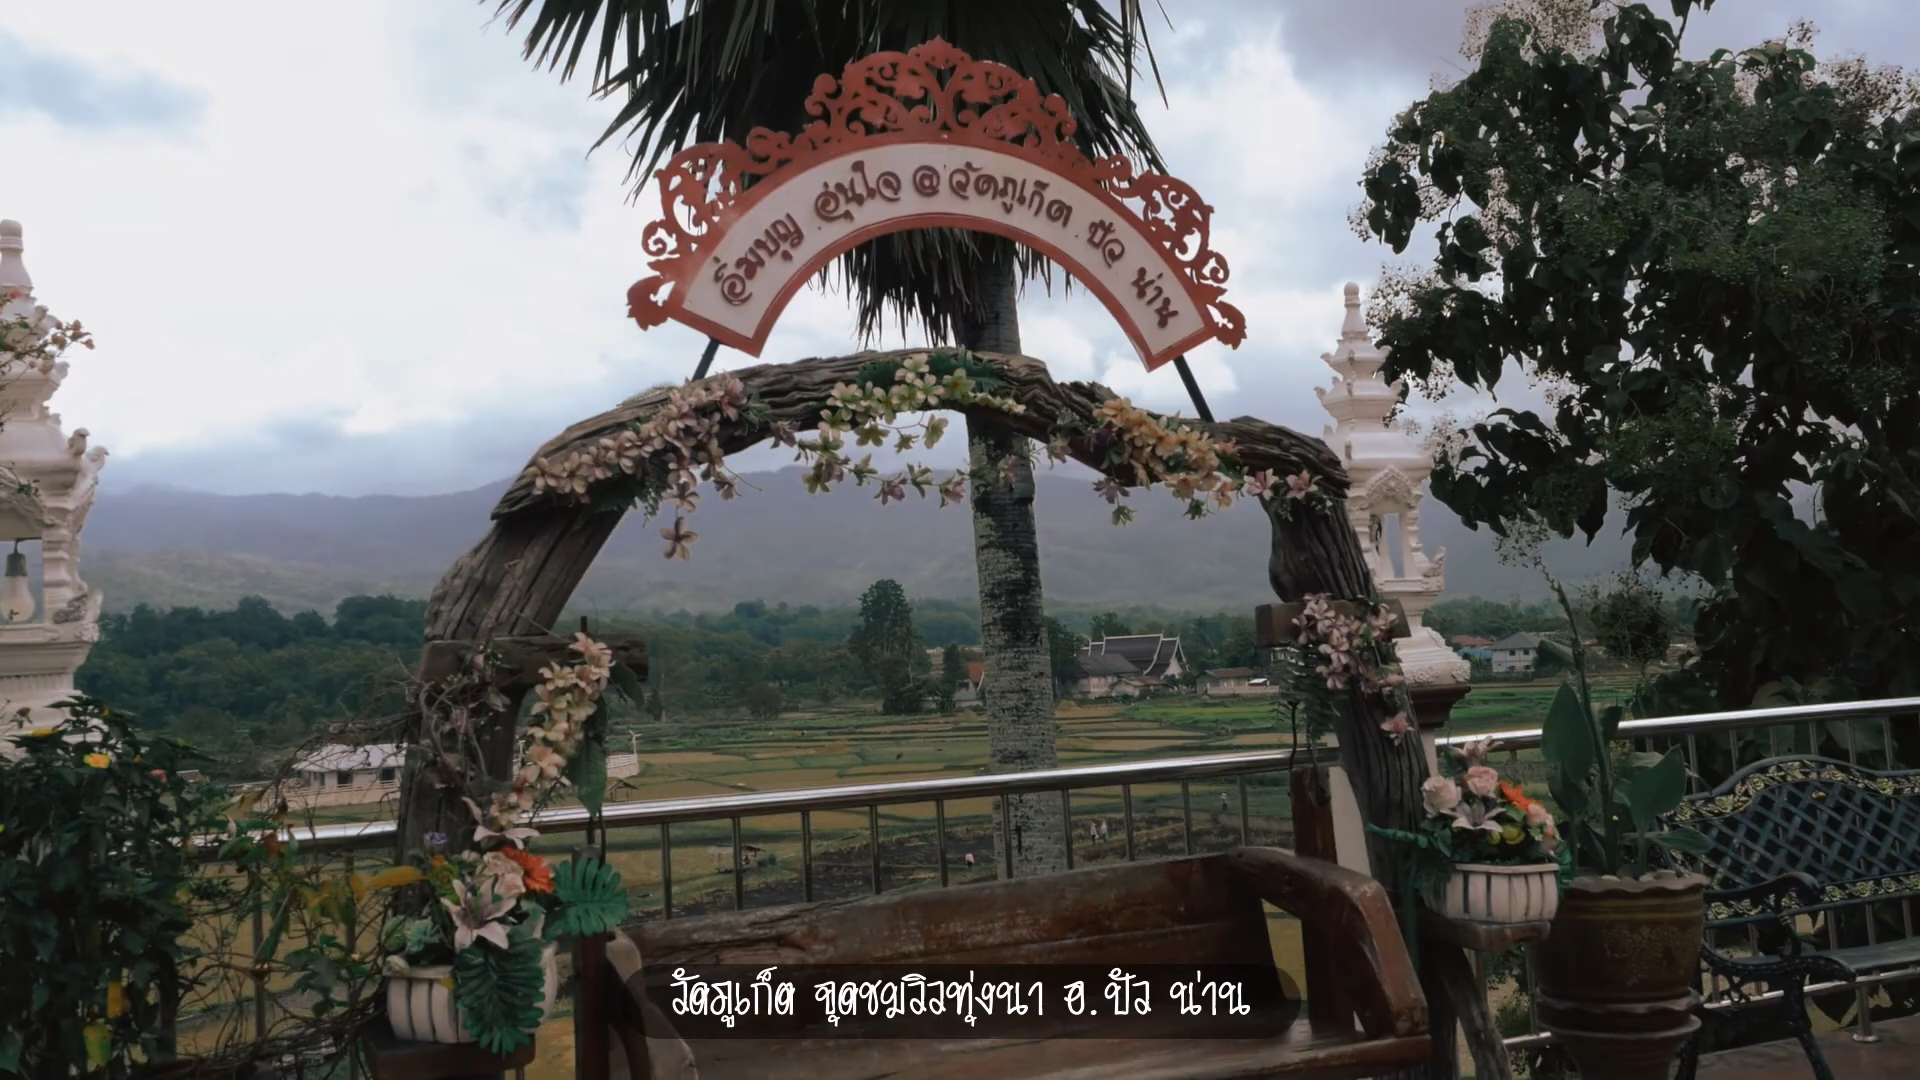 อิ่มบุญ อุ่นใจ @ วัดภูเก็ต ปัว น่าน
วัดภูเก็ต จุดชมวิวทุ่งนา อ.ปัว น่าน